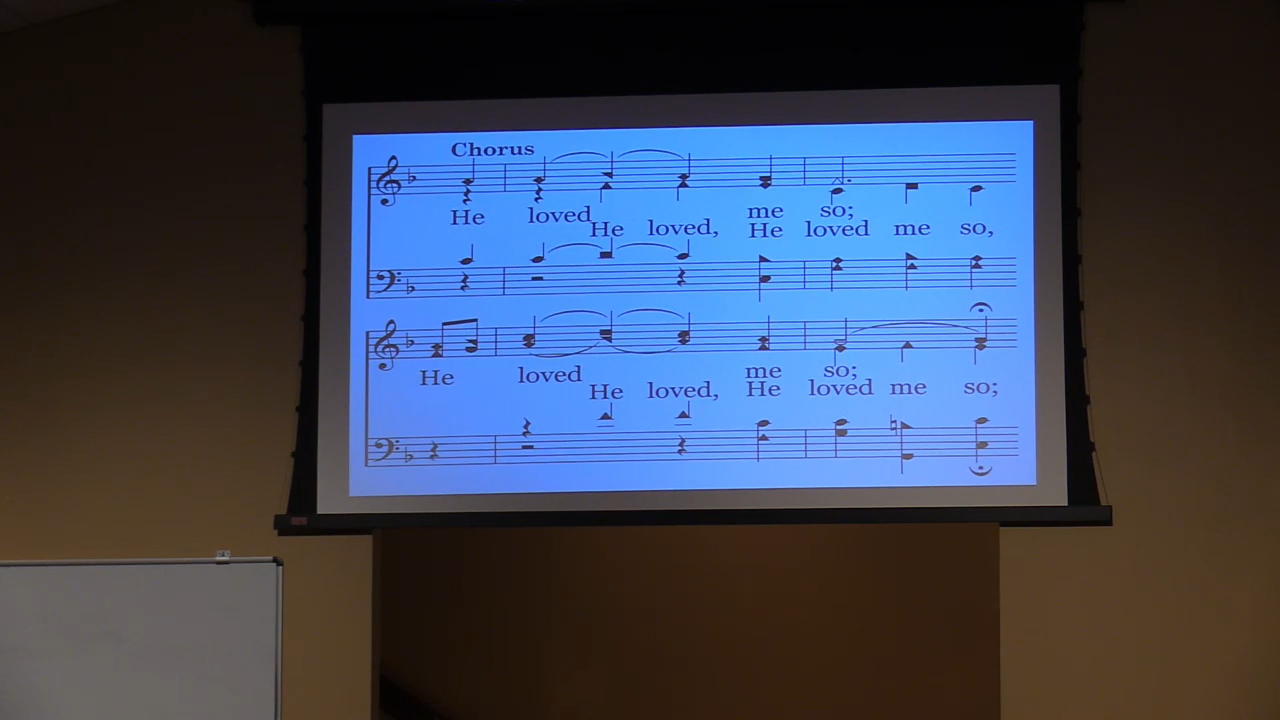 Chorus
He loved me so;
He loved, He loved me so,
He loved me so;
He loved, He loved me so;